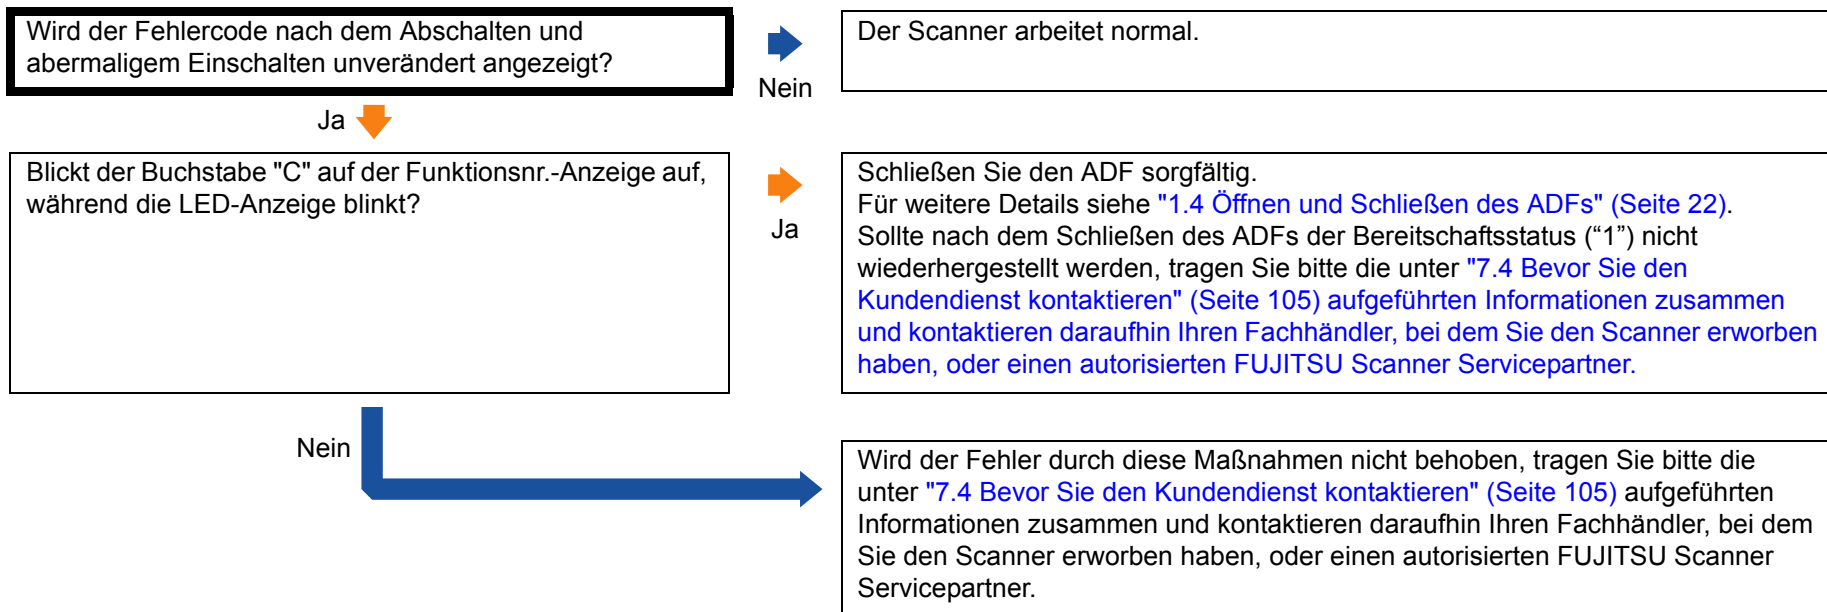 Wird der Fehlercode nach dem Abschalten und
abermaligem Einschalten unverändert angezeigt?
Nein
Der Scanner arbeitet normal.
Ja
Blickt der Buchstabe "C" auf der Funktionsnr.-Anzeige auf,
während die LED-Anzeige blinkt?
Ja
Schließen Sie den ADF sorgfältig.
Für weitere Details siehe "1.4 Öffnen und Schließen des ADFs" (Seite 22).
Sollte nach dem Schließen des ADFs der Bereitschaftsstatus (“1”) nicht
wiederhergestellt werden, tragen Sie bitte die unter "7.4 Bevor Sie den
Kundendienst kontaktieren" (Seite 105) aufgeführten Informationen zusammen
und kontaktieren daraufhin Ihren Fachhändler, bei dem Sie den Scanner erworben
haben, oder einen autorisierten FUJITSU Scanner Servicepartner.
Nein
Wird der Fehler durch diese Maßnahmen nicht behoben, tragen Sie bitte die
unter "7.4 Bevor Sie den Kundendienst kontaktieren" (Seite 105) aufgeführten
Informationen zusammen und kontaktieren daraufhin Ihren Fachhändler, bei dem
Sie den Scanner erworben haben, oder einen autorisierten FUJITSU Scanner
Servicepartner.